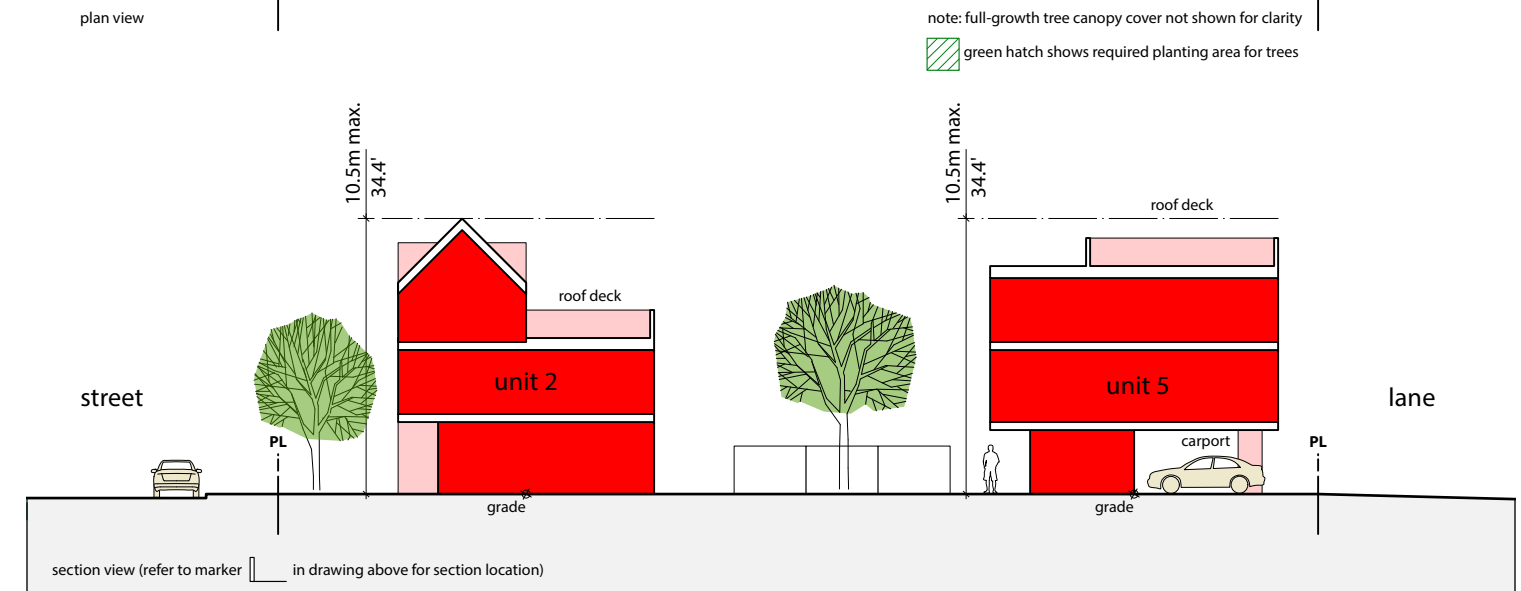 plan view
note: full-growth tree canopy cover not shown for clarity
green hatch shows required planting area for trees
10.5m max.
34.4'
10.5m max.
34.4'
roof deck
roof deck
unit 2
unit 5
street
lane
PL
carport
PL
grade
grade
section view (refer to marker in drawing above for section location)